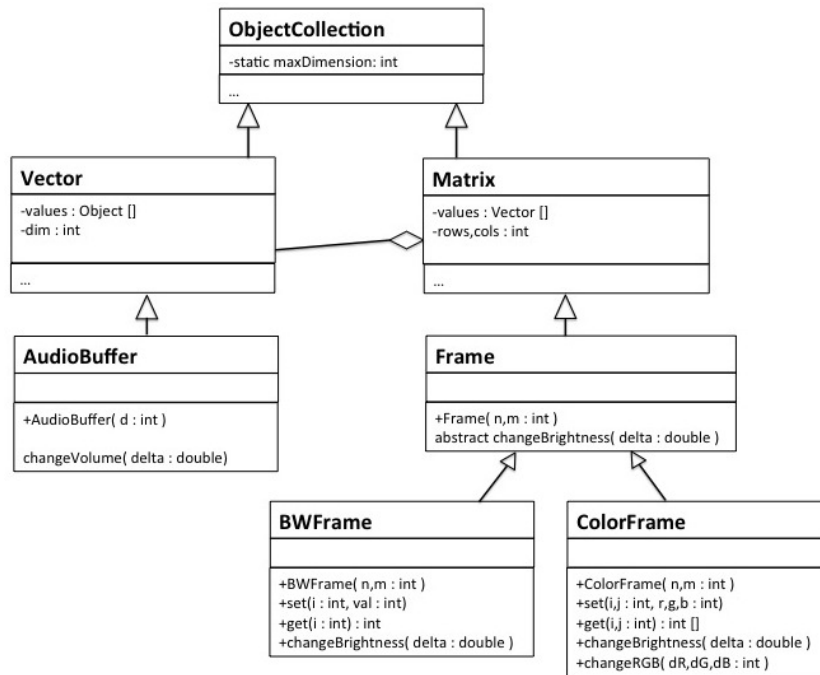 ObjectCollection
-static maxDimension: int
...
Vector
-values : Object []
-dim : int
...
Matrix
-values : Vector []
-rows,cols : int
...
AudioBuffer
+AudioBuffer( d : int )
changeVolume( delta : double)
Frame
+Frame( n,m : int )
abstract changeBrightness( delta : double )
BWFrame
+BWFrame( n,m : int )
+set(i : int, val : int)
+get(i : int) : int
+changeBrightness( delta : double )
ColorFrame
+ColorFrame( n,m : int )
+set(i,j : int, r,g,b : int)
+get(i,j : int) : int []
+changeBrightness( delta : double )
+changeRGB( dR,dG,dB : int )